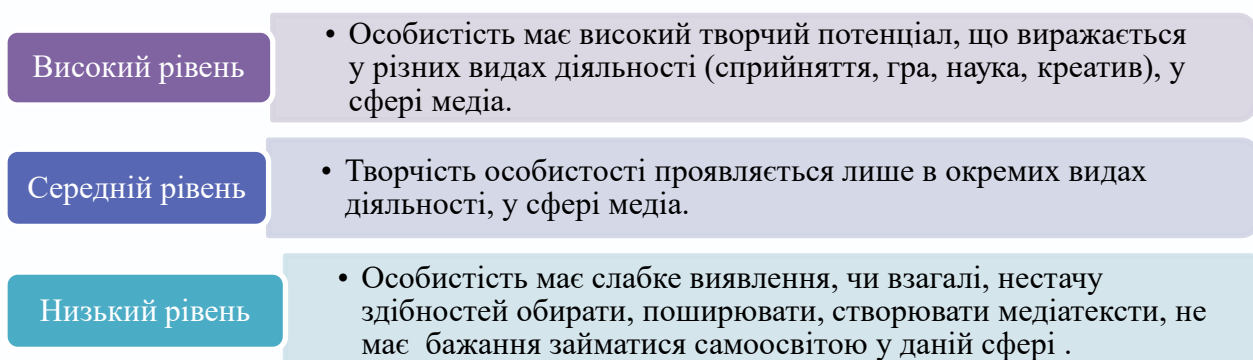 Високий рівень
• Особистість має високий творчий потенціал, що виражається
у різних видах діяльності (сприйняття, гра, наука, креатив), у
сфері медіа.
Середній рівень
• Творчість особистості проявляється лише в окремих видах
діяльності, у сфері медіа.
Низький рівень
• Особистість має слабке виявлення, чи взагалі, нестачу
здібностей обирати, поширювати, створювати медіатексти, не
має бажання займатися самоосвітою у даній сфері .